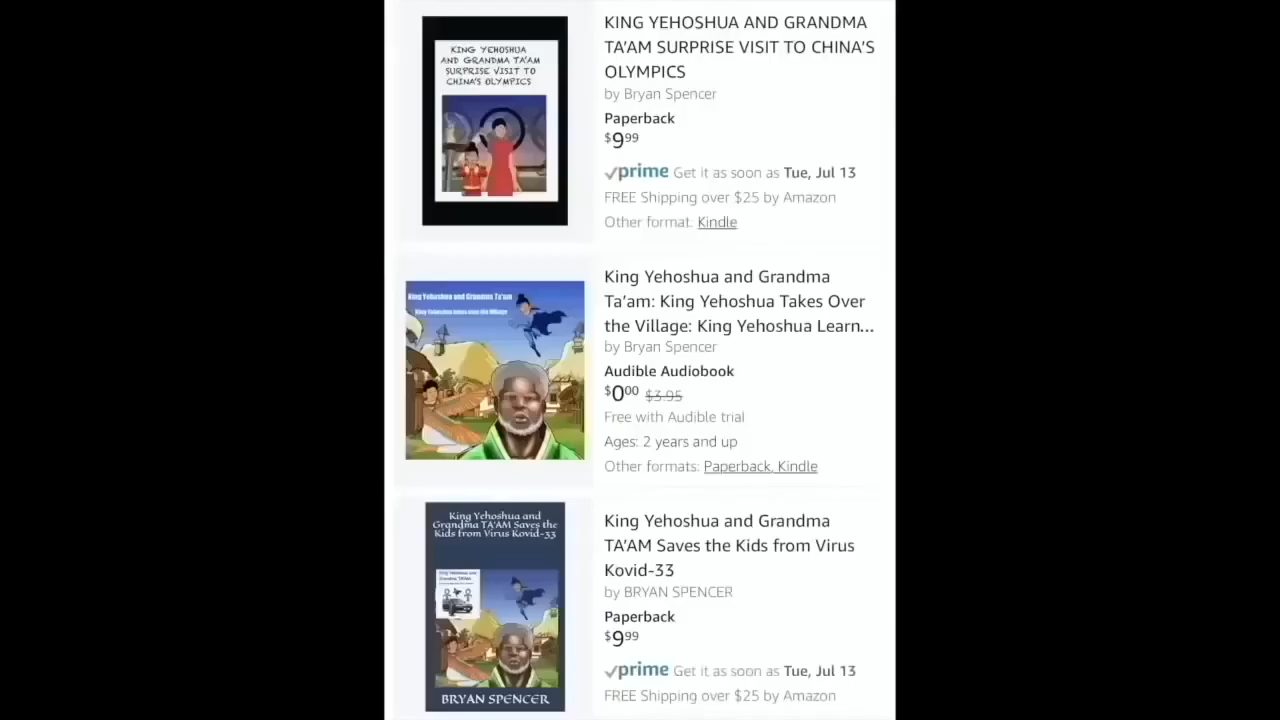 KING YEHOSHUA
AND GRANDMA TA'AM
SURPRISE VISIT TO
CHINA'S OLYMPICS
KING YEHOSHUA AND GRANDMA
TA’AM SURPRISE VISIT TO CHINA’S
OLYMPICS
by Bryan Spencer
Paperback
$9.99
prime Get it as soon as Tue, Jul 13
FREE Shipping over $25 by Amazon
Other format: Kindle
King Yehoshua and Grandma Ta'am
King Yehoshua takes over the Village
King Yehoshua and Grandma
Ta’am: King Yehoshua Takes Over
the Village: King Yehoshua Learn...
by Bryan Spencer
Audible Audiobook
$0.00 $3.95
Free with Audible trial
Ages: 2 years and up
Other formats: Paperback, Kindle
King Yehoshua and
Grandma TA'AM Saves the
Kids from Virus Kovid-33
BRYAN SPENCER
King Yehoshua and Grandma
TA’AM Saves the Kids from Virus
Kovid-33
by BRYAN SPENCER
Paperback
$9.99
prime Get it as soon as Tue, Jul 13
FREE Shipping over $25 by Amazon